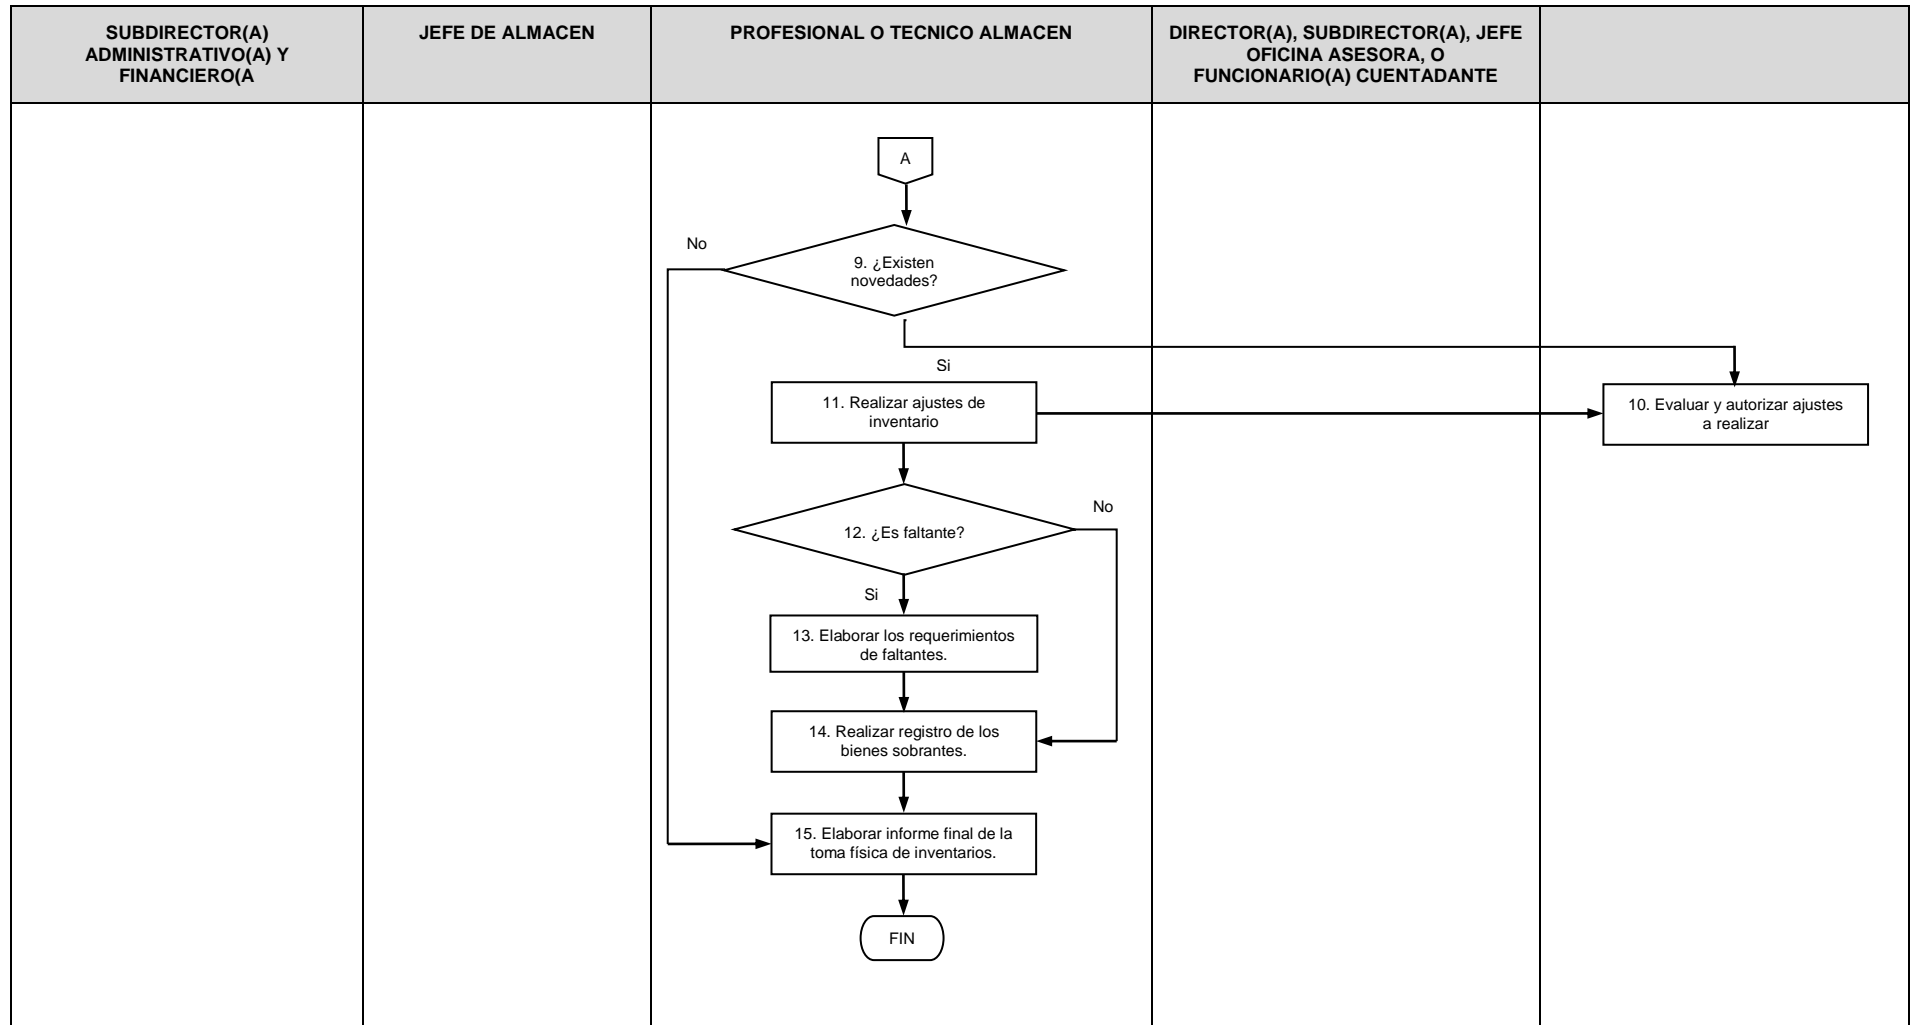 SUBDIRECTOR(A)
ADMINISTRATIVO(A) Y
FINANCIERO(A
JEFE DE ALMACEN
PROFESIONAL O TECNICO ALMACEN
DIRECTOR(A), SUBDIRECTOR(A), JEFE
OFICINA ASESORA, O
FUNCIONARIO(A) CUENTADANTE
A
No
9. ¿Existen
novedades?
Si
11. Realizar ajustes de
inventario
10. Evaluar y autorizar ajustes
a realizar
No
12. ¿Es faltante?
Si
13. Elaborar los requerimientos
de faltantes.
14. Realizar registro de los
bienes sobrantes.
15. Elaborar informe final de la
toma física de inventarios.
FIN